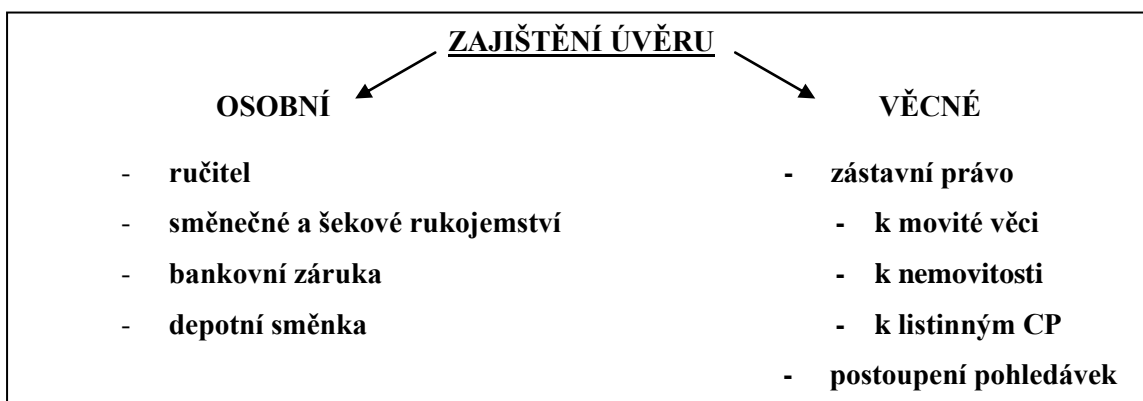 ZAJIŠTĚNÍ ÚVĚRU
OSOBNÍ
- ručitel
- směnečné a šekové rukojemství
- bankovní záruka
- depotní směnka
VĚCNÉ
- zástavní právo
- k movité věci
- k nemovitosti
- k listinným CP
- postoupení pohledávek